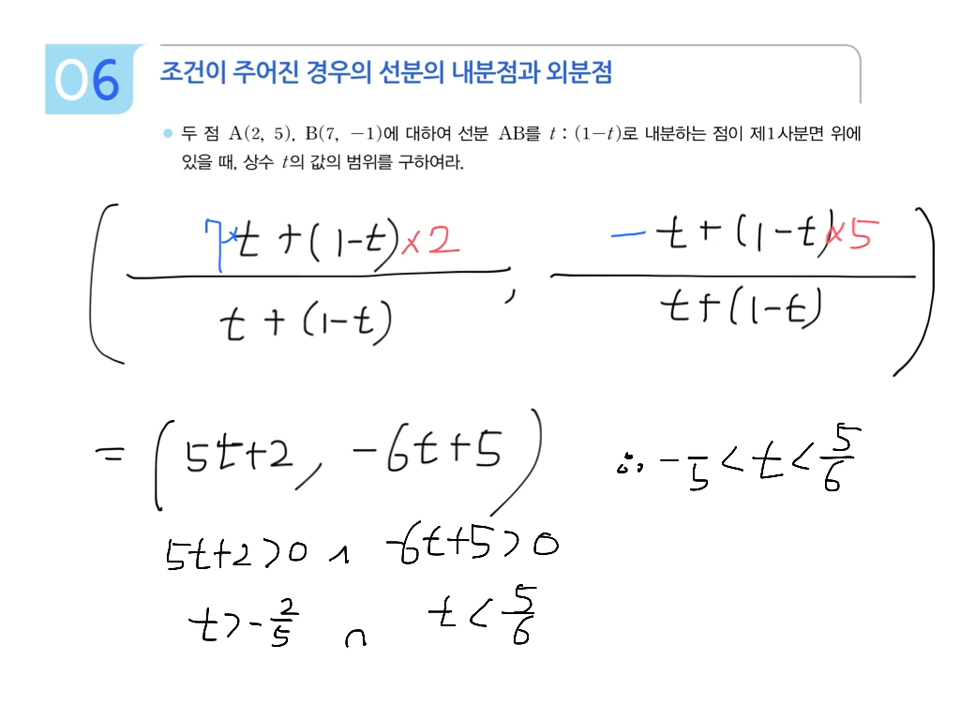 06 조건이 주어진 경우의 선분의 내분점과 외분점
두 점 A(2, 5), B(7, −1)에 대하여 선분 AB를 t : (1−t)로 내분하는 점이 제1사분면 위에
있을 때, 상수 t의 값의 범위를 구하여라.
( (7×t + (1-t)×2) / (t + (1-t)) , (-t + (1-t)×5) / (t + (1-t)) )
= (5t+2, -6t+5) ∴ - /5 < t < 5/6
5t+2>0 ∧ -6t+5>0
t>-2/5 ∩ t<5/6